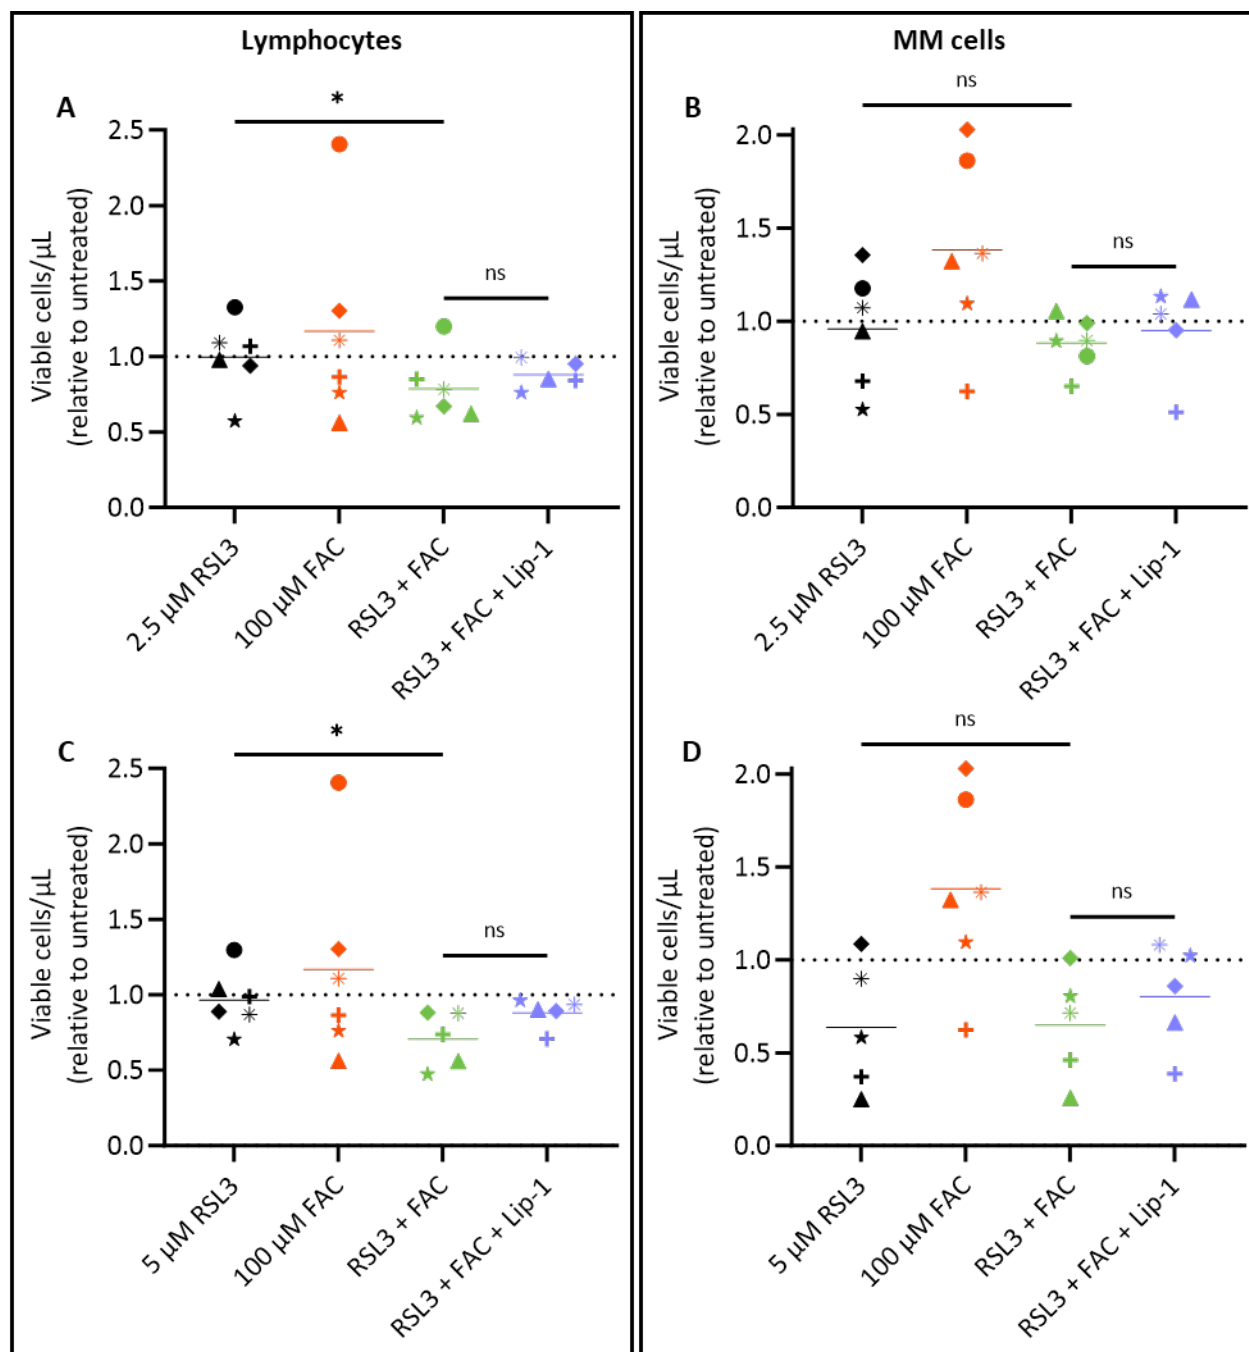 Lymphocytes
A
*
ns
Viable cells/µL
(relative to untreated)
2.5
2.0
1.5
1.0
0.5
0.0
2.5 µM RSL3
100 µM FAC
RSL3 + FAC
RSL3 + FAC + Lip-1
MM cells
B
ns
ns
Viable cells/µL
(relative to untreated)
2.0
1.5
1.0
0.5
0.0
2.5 µM RSL3
100 µM FAC
RSL3 + FAC
RSL3 + FAC + Lip-1
C
*
ns
Viable cells/µL
(relative to untreated)
2.5
2.0
1.5
1.0
0.5
0.0
5 µM RSL3
100 µM FAC
RSL3 + FAC
RSL3 + FAC + Lip-1
D
ns
ns
Viable cells/µL
(relative to untreated)
2.0
1.5
1.0
0.5
0.0
5 µM RSL3
100 µM FAC
RSL3 + FAC
RSL3 + FAC + Lip-1